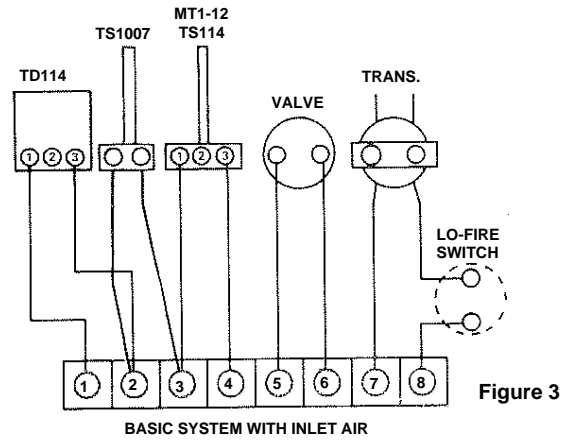 MT1-12
TS1007 TS114
TD114
TRANS.
VALVE
1 2 3
1 2 3
LO-FIRE
SWITCH
1 2 3 4 5 6 7 8
Figure 3
BASIC SYSTEM WITH INLET AIR